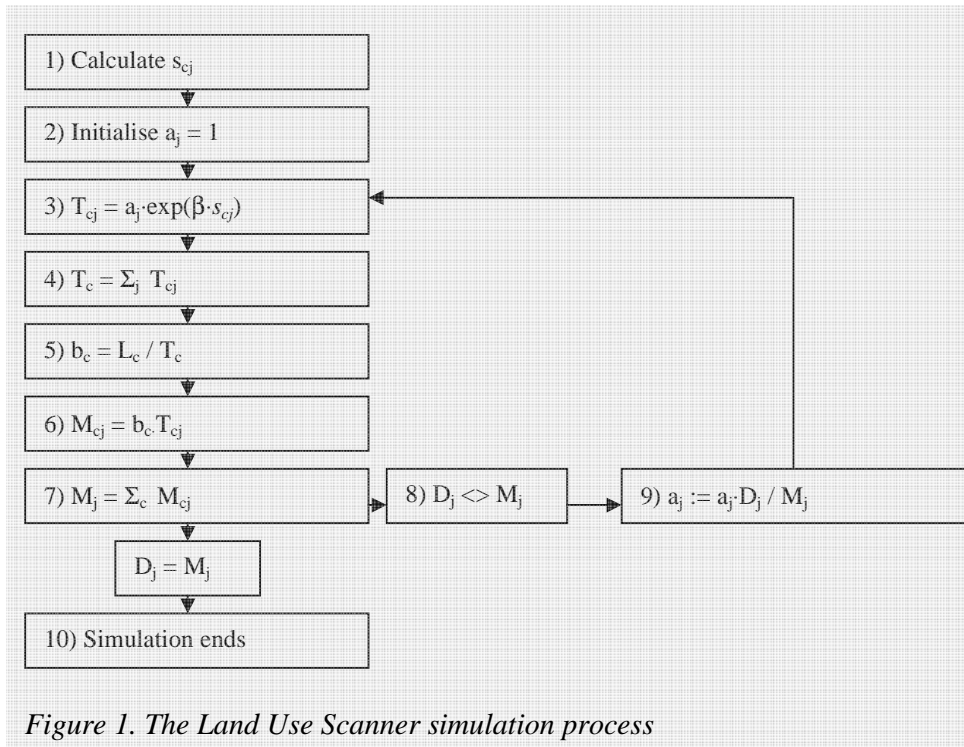 1) Calculate s_cj
2) Initialise a_j = 1
3) T_cj = a_j·exp(β·s_cj)
4) T_c = Σ_j T_cj
5) b_c = L_c / T_c
6) M_cj = b_c·T_cj
7) M_j = Σ_c M_cj
8) D_j <> M_j
9) a_j := a_j·D_j / M_j
D_j = M_j
10) Simulation ends
Figure 1. The Land Use Scanner simulation process